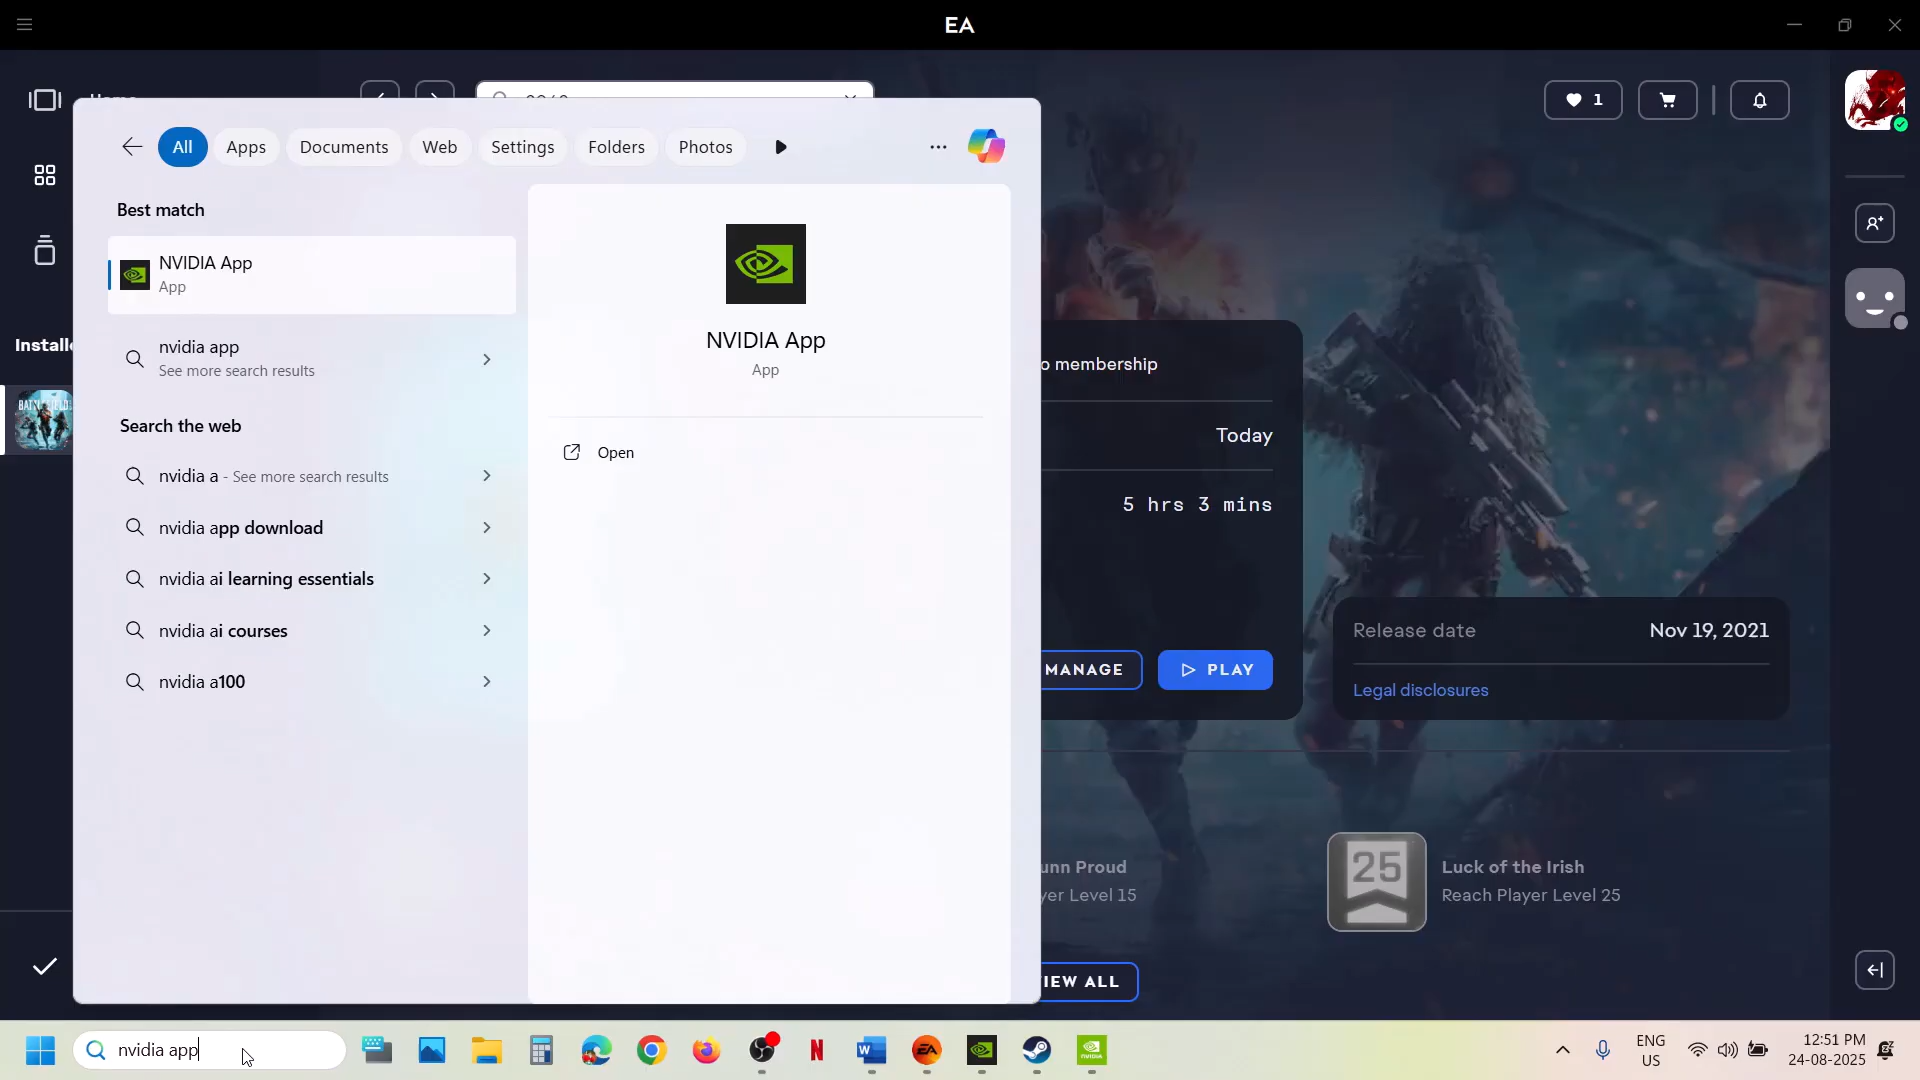 EA
Home
1
All
Apps
Documents
Web
Settings
Folders
Photos
Best match
NVIDIA App
App
nvidia app
See more search results
Search the web
nvidia a - See more search results
nvidia app download
nvidia ai learning essentials
nvidia ai courses
nvidia a100
NVIDIA App
App
Open
Installe
BATTLEFIELD
o membership
Today
5 hrs 3 mins
MANAGE
PLAY
Release date
Nov 19, 2021
Legal disclosures
unn Proud
yer Level 15
25
Luck of the Irish
Reach Player Level 25
IEW ALL
nvidia app
ENG
US
12:51 PM
24-08-2025